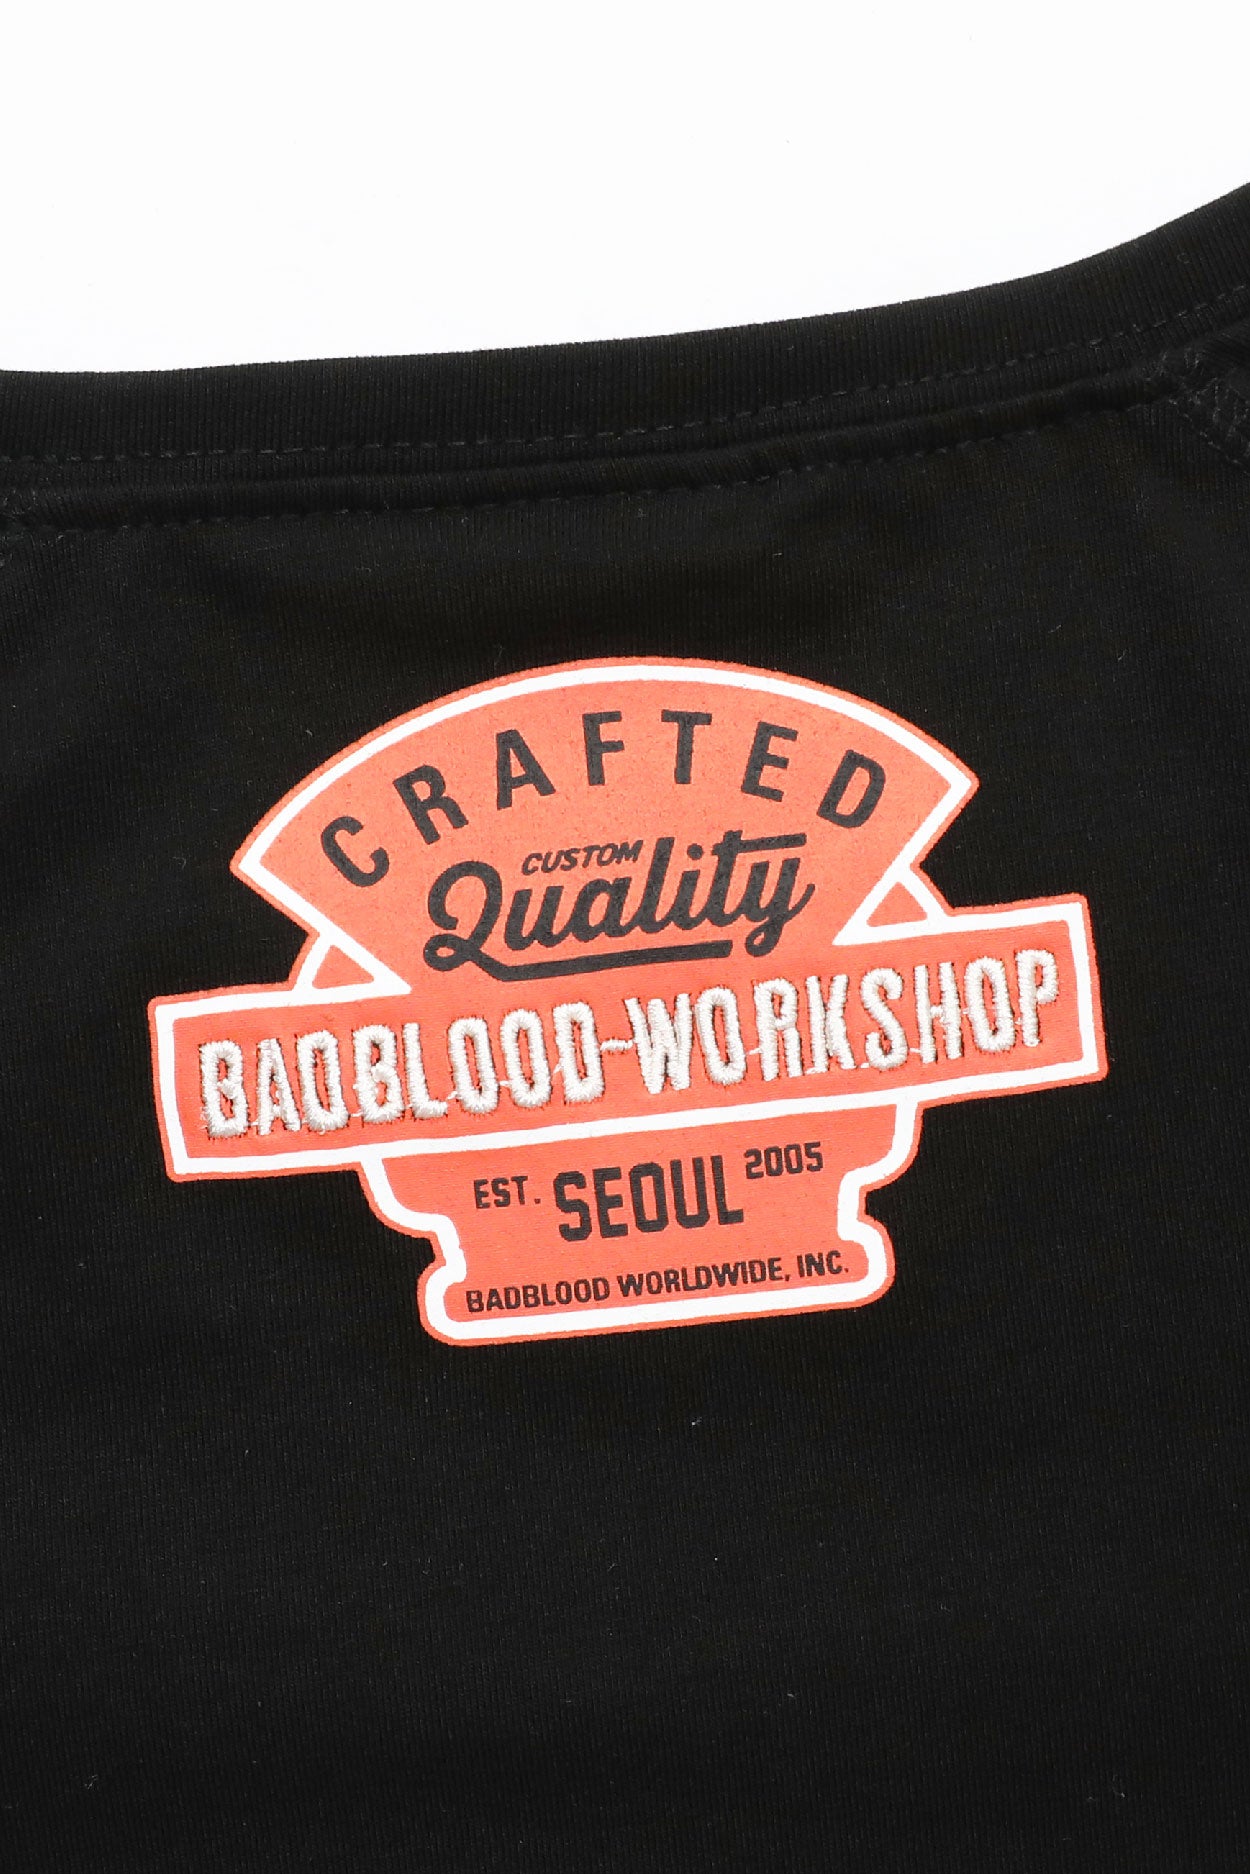 CRAFTED
CUSTOM
Quality
BADBLOOD-WORKSHOP
EST. SEOUL 2005
BADBLOOD WORLDWIDE, INC.